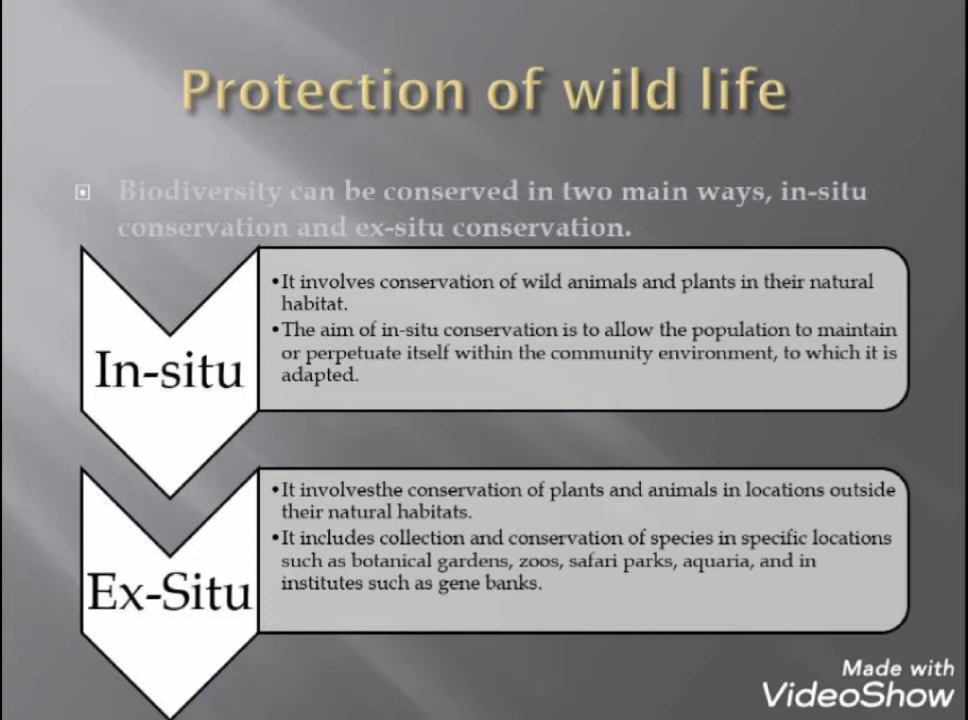 Protection of wild life
Biodiversity can be conserved in two main ways, in-situ
conservation and ex-situ conservation.
In-situ
•It involves conservation of wild animals and plants in their natural
habitat.
•The aim of in-situ conservation is to allow the population to maintain
or perpetuate itself within the community environment, to which it is
adapted.
Ex-Situ
•It involvesthe conservation of plants and animals in locations outside
their natural habitats.
•It includes collection and conservation of species in specific locations
such as botanical gardens, zoos, safari parks, aquaria, and in
institutes such as gene banks.
Made with
VideoShow